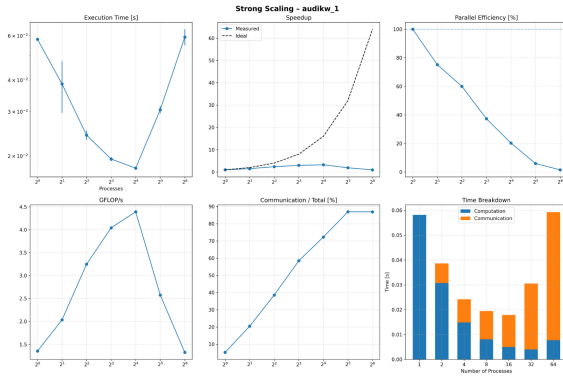 Strong Scaling – audikw_1
Execution Time [s]
6 × 10⁻²
4 × 10⁻²
3 × 10⁻²
2 × 10⁻²
2⁰ 2¹ 2² 2³ 2⁴ 2⁵ 2⁶
Processes
Speedup
Measured
Ideal
60
50
40
30
20
10
0
2⁰ 2¹ 2² 2³ 2⁴ 2⁵ 2⁶
Parallel Efficiency [%]
100
80
60
40
20
0
2⁰ 2¹ 2² 2³ 2⁴ 2⁵ 2⁶
GFLOP/s
4.5
4.0
3.5
3.0
2.5
2.0
1.5
2⁰ 2¹ 2² 2³ 2⁴ 2⁵ 2⁶
Communication / Total [%]
90
80
70
60
50
40
30
20
10
2⁰ 2¹ 2² 2³ 2⁴ 2⁵ 2⁶
Time Breakdown
Computation
Communication
Time [s]
0.06
0.05
0.04
0.03
0.02
0.01
0.00
1 2 4 8 16 32 64
Number of Processes